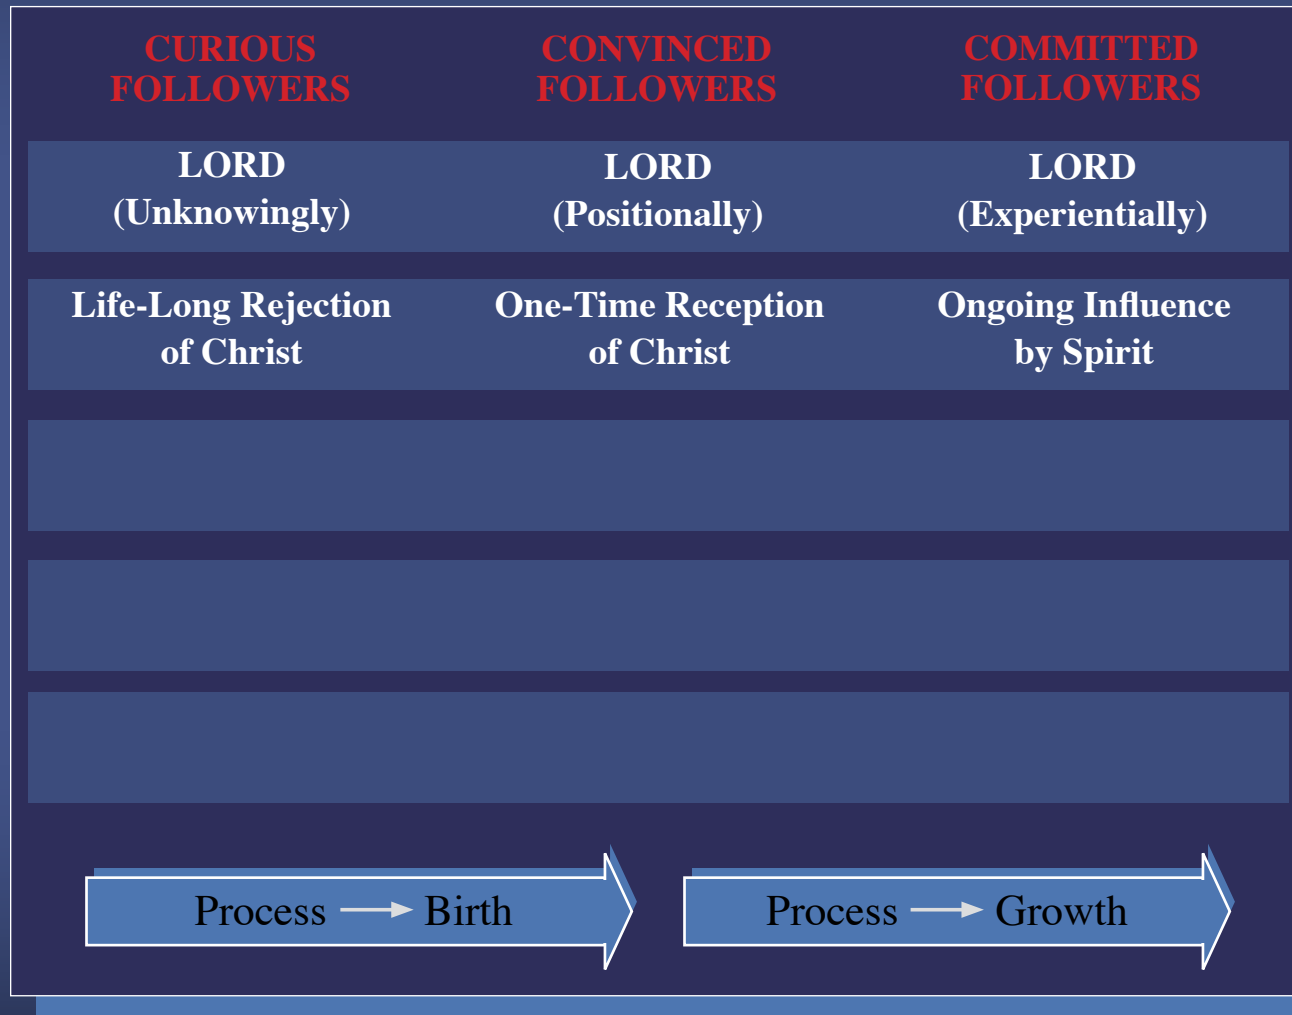 CURIOUS
FOLLOWERS
CONVINCED
FOLLOWERS
COMMITTED
FOLLOWERS
LORD
(Unknowingly)
LORD
(Positionally)
LORD
(Experientially)
Life-Long Rejection
of Christ
One-Time Reception
of Christ
Ongoing Influence
by Spirit
Process → Birth
Process → Growth